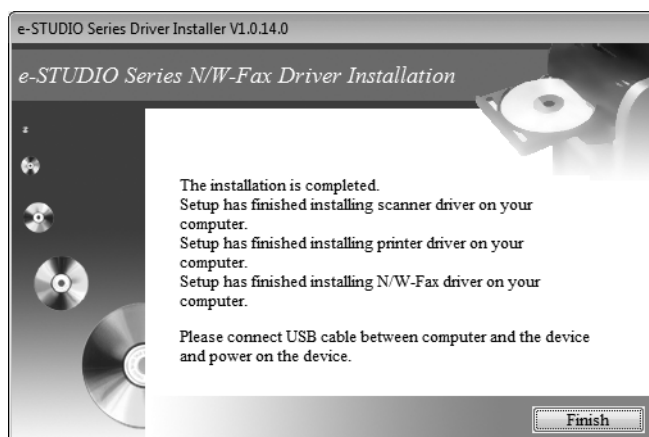 e-STUDIO Series Driver Installer V1.0.14.0
e-STUDIO Series N/W-Fax Driver Installation
The installation is completed.
Setup has finished installing scanner driver on your
computer.
Setup has finished installing printer driver on your
computer.
Setup has finished installing N/W-Fax driver on your
computer.
Please connect USB cable between computer and the device
and power on the device.
Finish